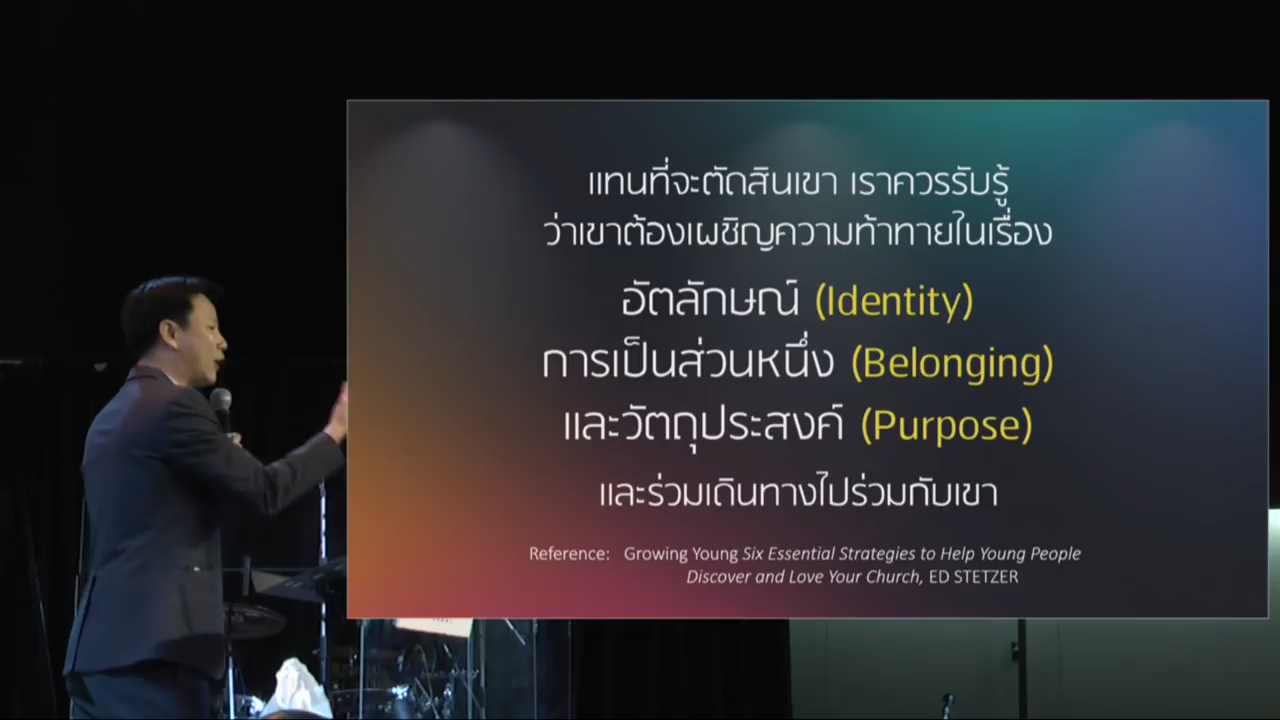 แทนที่จะตัดสินเขา เราควรรับรู้
ว่าเขาต้องเผชิญความท้าทายในเรื่อง
อัตลักษณ์ (Identity)
การเป็นส่วนหนึ่ง (Belonging)
และวัตถุประสงค์ (Purpose)
และร่วมเดินทางไปร่วมกับเขา
Reference: Growing Young Six Essential Strategies to Help Young People
Discover and Love Your Church, ED STETZER